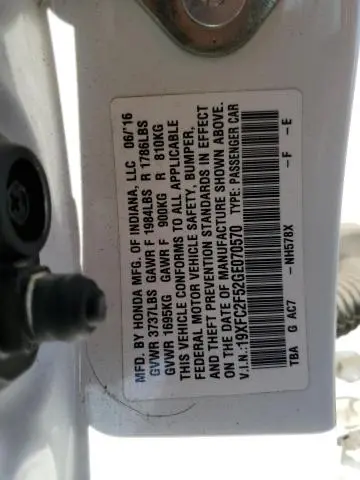 MFD. BY HONDA MFG. OF INDIANA, LLC 06/'16
GVWR 3737LBS GAWR F 1984LBS R 1786LBS
GVWR 1695KG GAWR F 900KG R 810KG
THIS VEHICLE CONFORMS TO ALL APPLICABLE
FEDERAL MOTOR VEHICLE SAFETY, BUMPER,
AND THEFT PREVENTION STANDARDS IN EFFECT
ON THE DATE OF MANUFACTURE SHOWN ABOVE.
V.I.N.:19XFC2F52GE070570 TYPE: PASSENGER CAR
-NH578X -F -E
TBA G AC7